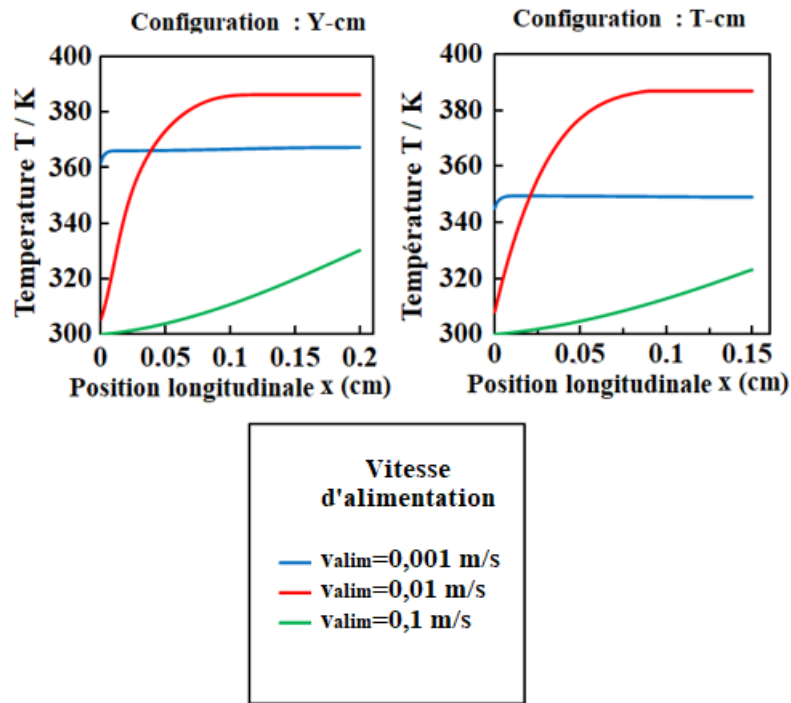 Configuration : Y-cm
Temperature T / K
400
380
360
340
320
300
0
0.05
0.1
0.15
0.2
Position longitudinale x (cm)
Configuration : T-cm
Température T / K
400
380
360
340
320
300
0
0.05
0.1
0.15
Position longitudinale x (cm)
Vitesse
d'alimentation
valim=0,001 m/s
valim=0,01 m/s
valim=0,1 m/s